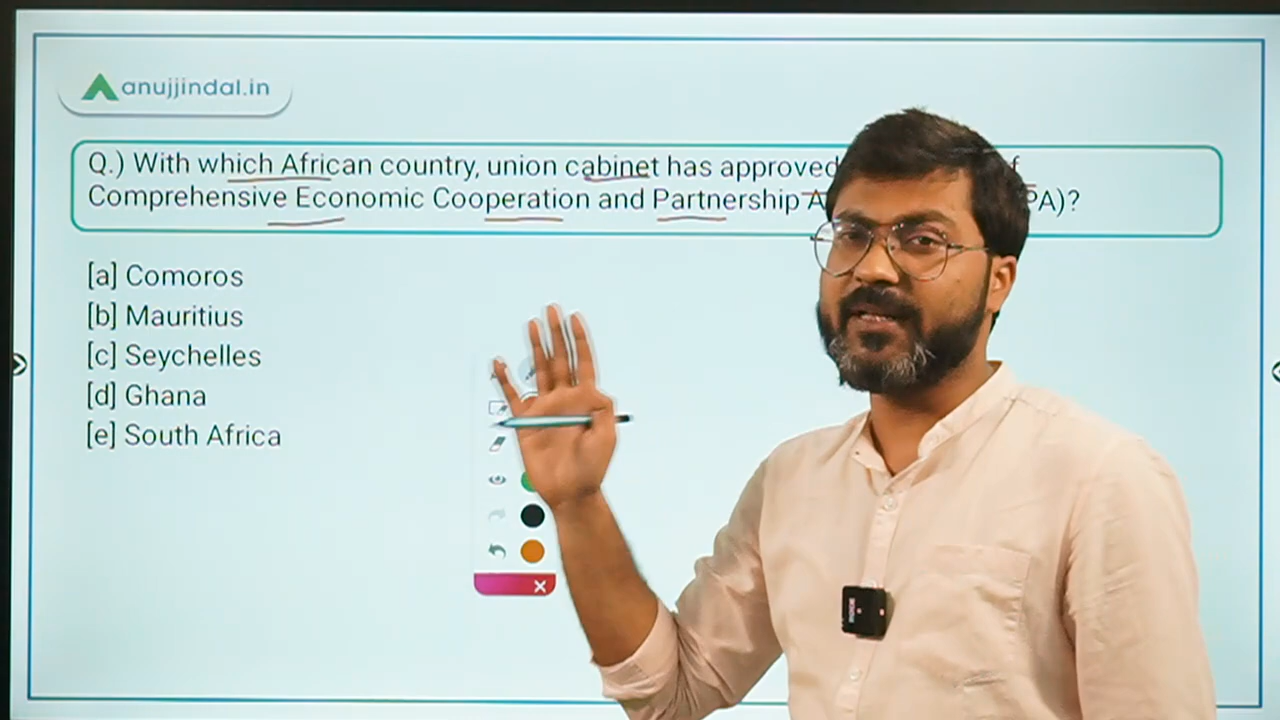 anujjindal.in
Q.) With which African country, union cabinet has approved
Comprehensive Economic Cooperation and Partnership A PA)?
[a] Comoros
[b] Mauritius
[c] Seychelles
[d] Ghana
[e] South Africa
RODE